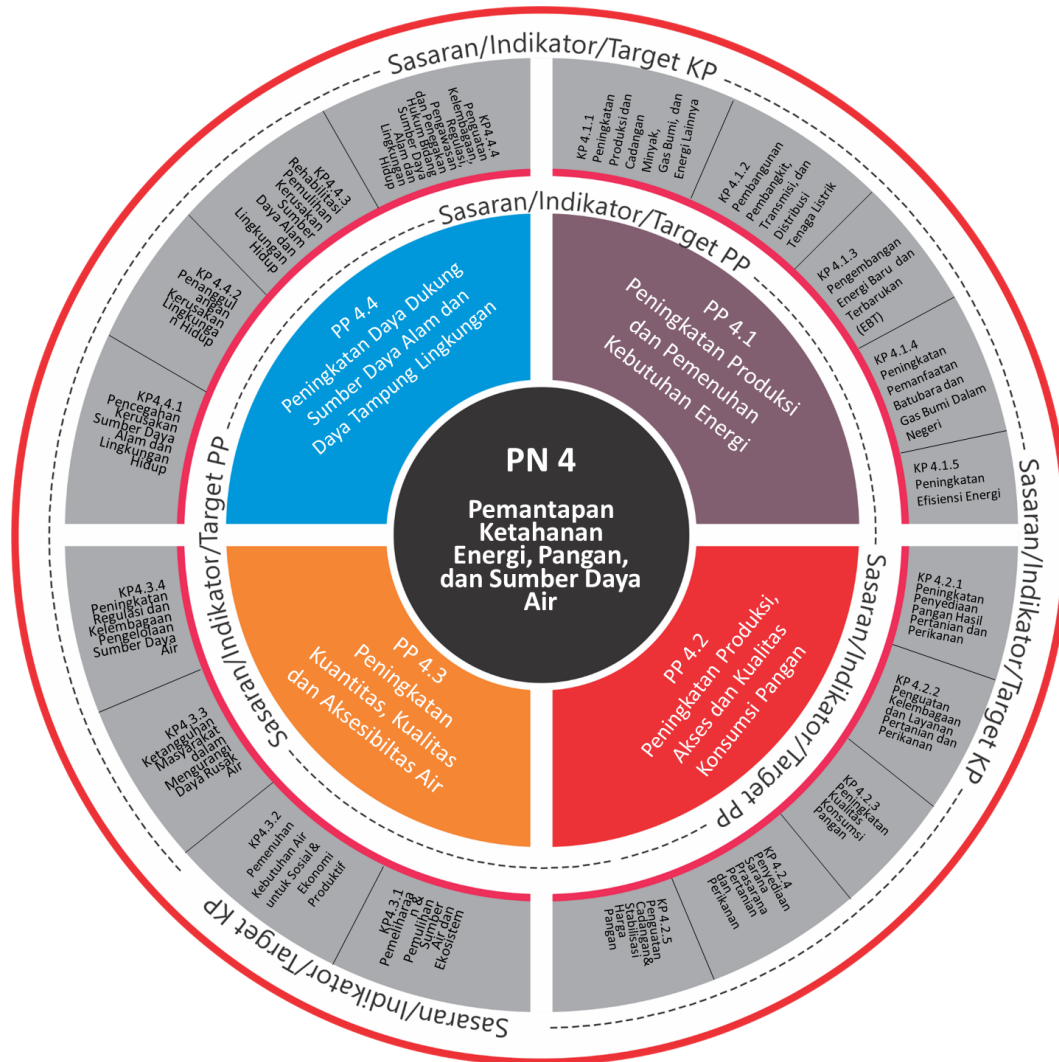 Sasaran/Indikator/Target KP
Sasaran/Indikator/Target PP
PN 4
Pemantapan
Ketahanan
Energi, Pangan,
dan Sumber Daya
Air
PP 4.1
Peningkatan Produksi
dan Pemenuhan
Kebutuhan Energi
KP 4.1.1
Peningkatan
Produksi dan
Cadangan
Minyak,
Gas Bumi, dan
Energi Lainnya
KP 4.1.2
Pembangunan
Pembangkit,
Transmisi, dan
Distribusi
Tenaga Listrik
KP 4.1.3
Pengembangan
Energi Baru dan
Terbarukan
(EBT)
KP 4.1.4
Peningkatan
Pemanfaatan
Batubara dan
Gas Bumi Dalam
Negeri
KP 4.1.5
Peningkatan
Efisiensi Energi
Sasaran/Indikator/Target KP
Sasaran/Indikator/Target PP
PP 4.2
Peningkatan Produksi,
Akses dan Kualitas
Konsumsi Pangan
KP 4.2.1
Peningkatan
Penyediaan
Pangan Hasil
Pertanian dan
Perikanan
KP 4.2.2
Penguatan
Kelembagaan
dan Layanan
Pertanian dan
Perikanan
KP 4.2.3
Peningkatan
Kualitas
Konsumsi
Pangan
KP4.2.4
Penyediaan
Sarana
Prasarana
Pertanian
dan
Perikanan
KP 4.2.5
Penguatan
Cadangan&
Stabilisasi
Harga
Pangan
Sasaran/Indikator/Target KP
Sasaran/Indikator/Target PP
PP 4.3
Peningkatan
Kuantitas, Kualitas
dan Aksesibiltas Air
KP4.3.1
Pemeliharaa
n &
Pemulihan
Sumber
Air dan
Ekosistem
KP4.3.2
Pemenuhan
Kebutuhan Air
untuk Sosial &
Ekonomi
Produktif
KP4.3.3
Ketangguhan
Masyarakat
dalam
Mengurangi
Daya Rusak
Air
KP4.3.4
Peningkatan
Regulasi dan
Kelembagaan
Pengelolaan
Sumber Daya
Air
PP 4.4
Peningkatan Daya Dukung
Sumber Daya Alam dan
Daya Tampung Lingkungan
KP4.4.1
Pencegahan
Kerusakan
Sumber Daya
Alam dan
Lingkungan
Hidup
KP 4.4.2
Penanggul
angan
Kerusakan
Lingkunga
n Hidup
KP4.4.3
Rehabilitasi
Pemulihan
Kerusakan
Sumber
Daya Alam
dan
Lingkungan
Hidup
KP4.4.4
Penguatan
Kelembagaan,
Regulasi,
Pengawasan
dan Penegakan
Hukum Bidang
Sumber Daya
Alam dan
Lingkungan
Hidup